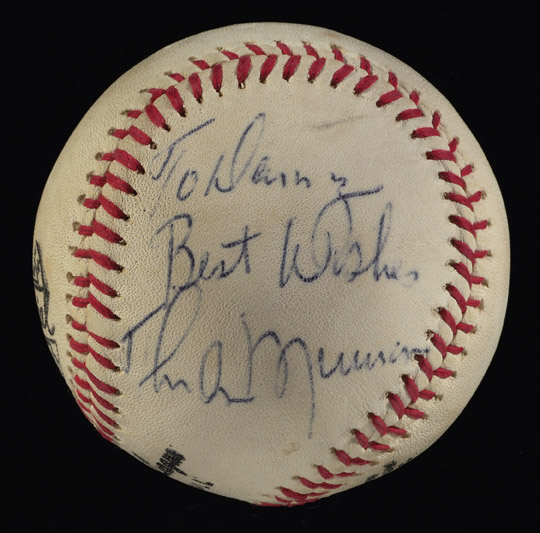 To Danny
Best Wishes
Thurman Munson